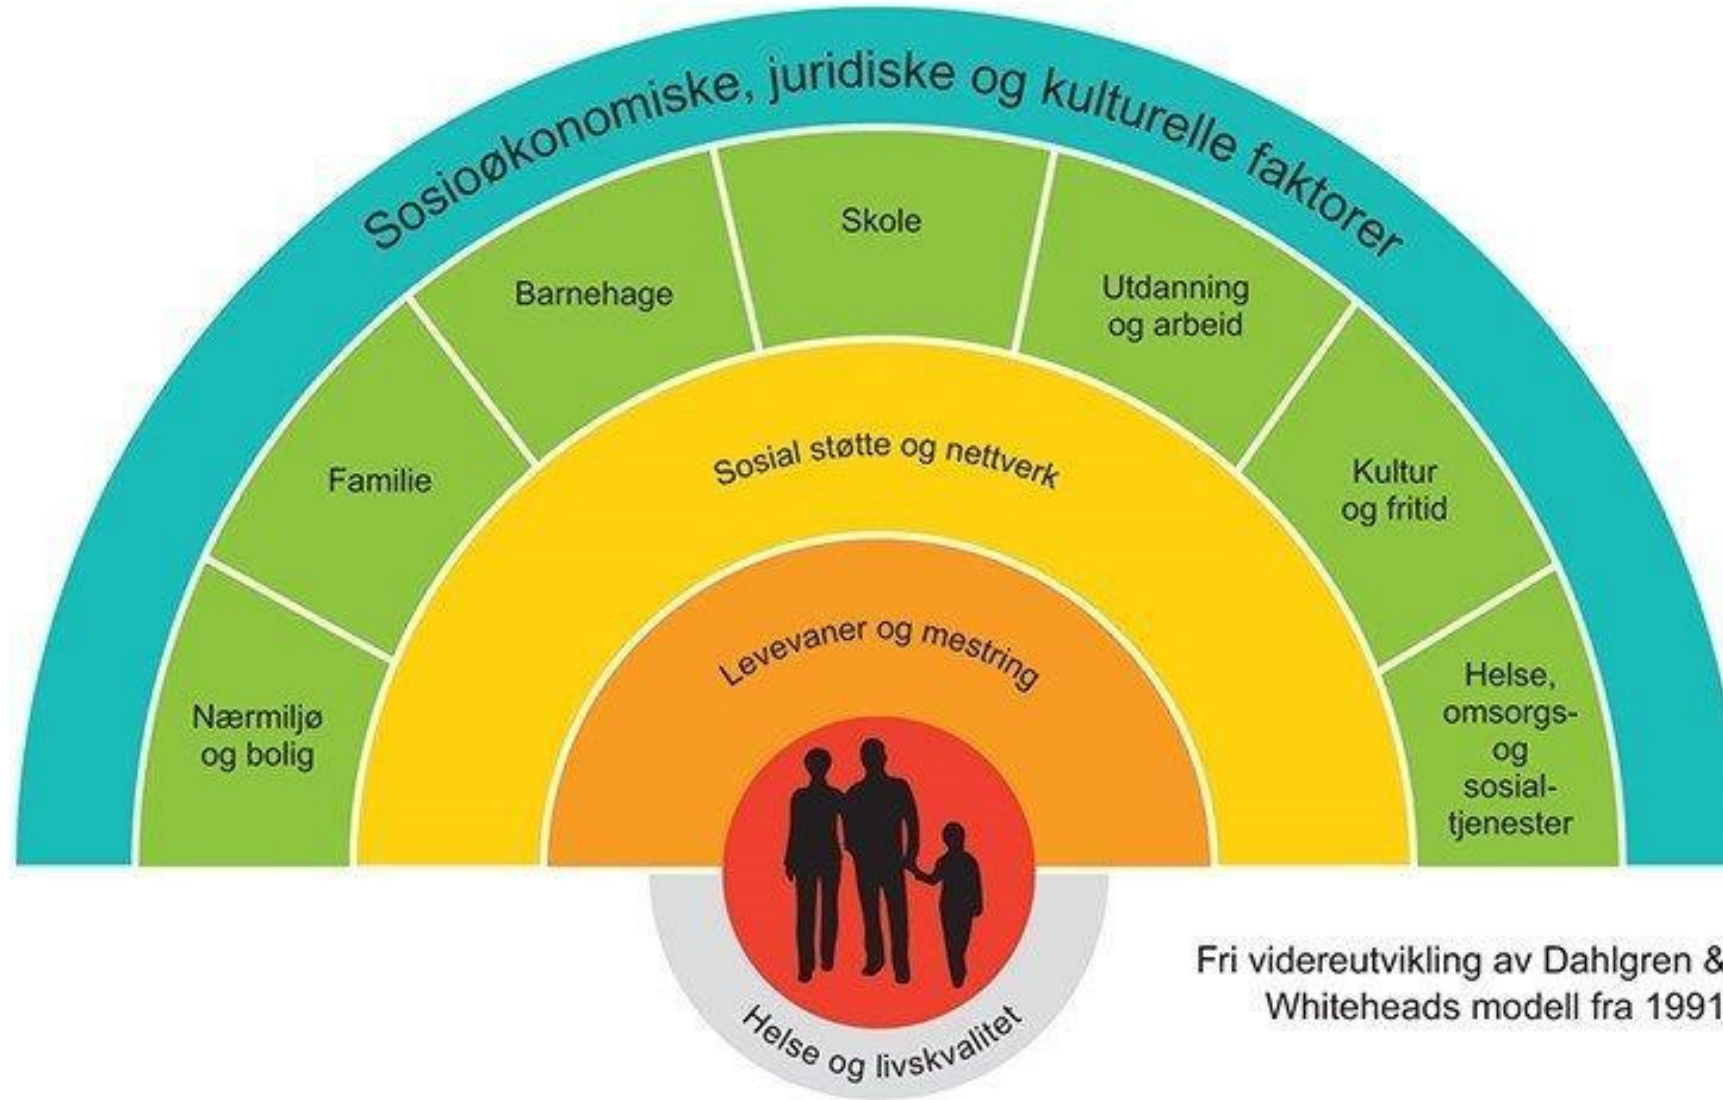 Sosioøkonomiske, juridiske og kulturelle faktorer
Nærmiljø
og bolig
Familie
Barnehage
Skole
Utdanning
og arbeid
Kultur
og fritid
Helse,
omsorgs-
og
sosial-
tjenester
Sosial støtte og nettverk
Levevaner og mestring
Helse og livskvalitet
Fri videreutvikling av Dahlgren &
Whiteheads modell fra 1991